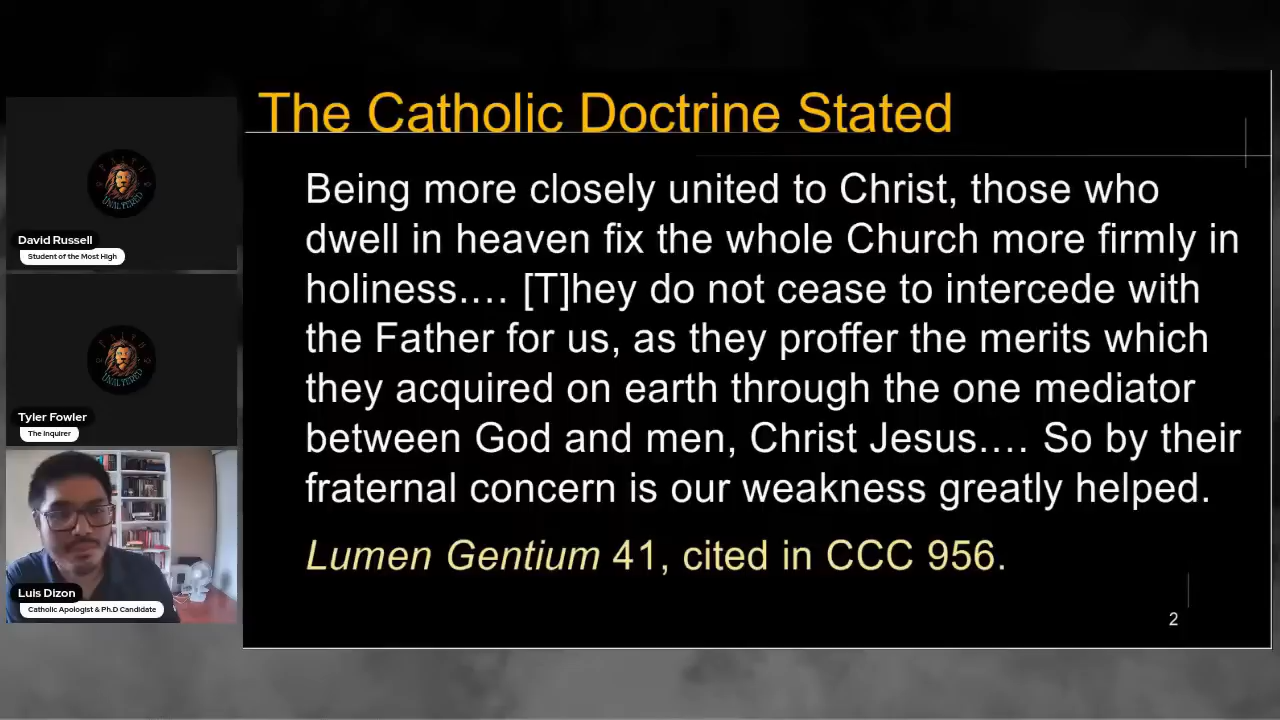 The Catholic Doctrine Stated
Being more closely united to Christ, those who
dwell in heaven fix the whole Church more firmly in
holiness.… [T]hey do not cease to intercede with
the Father for us, as they proffer the merits which
they acquired on earth through the one mediator
between God and men, Christ Jesus.… So by their
fraternal concern is our weakness greatly helped.
Lumen Gentium 41, cited in CCC 956.
2
FAITH
UNALTERED
David Russell
Student of the Most High
FAITH
UNALTERED
Tyler Fowler
The Inquirer
Luis Dizon
Catholic Apologist & Ph.D Candidate